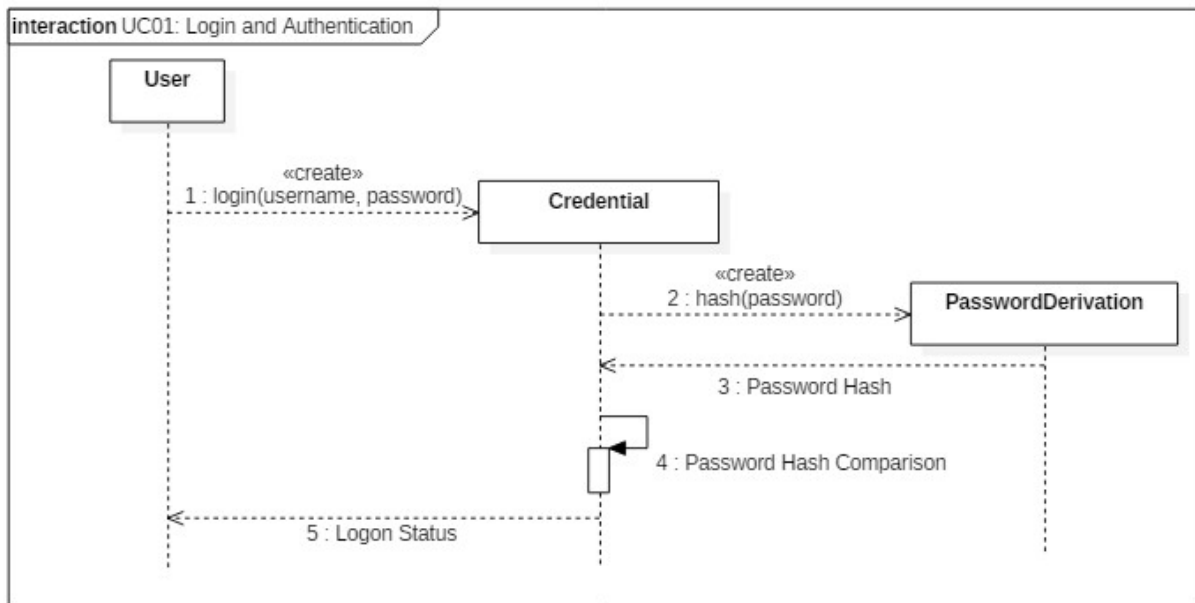 interaction UC01: Login and Authentication
User
«create»
1 : login(username, password)
Credential
«create»
2 : hash(password)
PasswordDerivation
3 : Password Hash
4 : Password Hash Comparison
5 : Logon Status